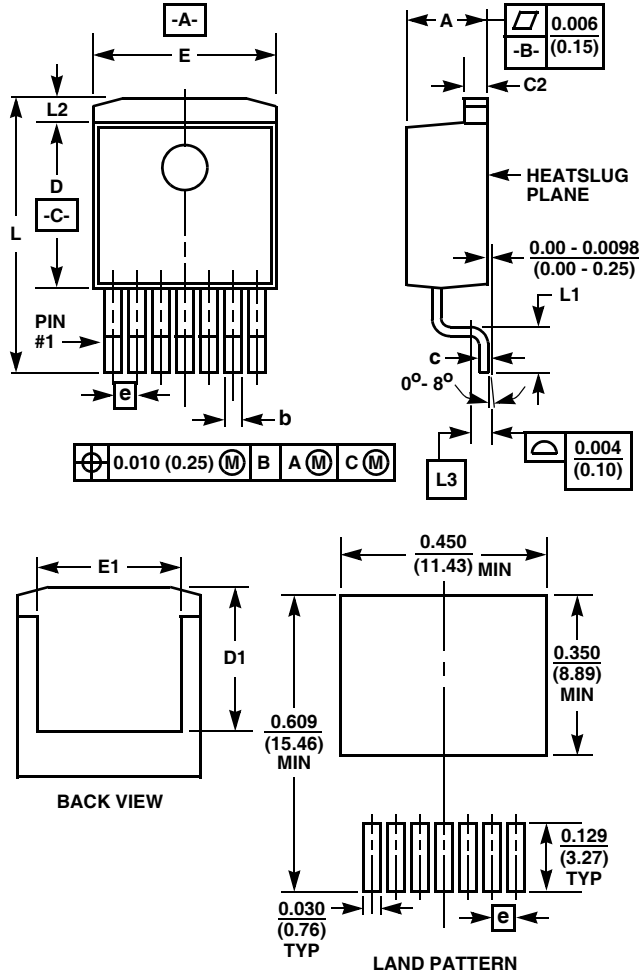 -A-
E
L2
D
-C-
L
PIN
#1
e
b
⌖ 0.010 (0.25) Ⓜ B A Ⓜ C Ⓜ
A
▱ 0.006
-B- (0.15)
C2
HEATSLUG
PLANE
0.00 - 0.0098
(0.00 - 0.25)
L1
c
0º- 8º
L3
⌓ 0.004
(0.10)
E1
D1
BACK VIEW
0.450
(11.43) MIN
0.350
(8.89)
MIN
0.609
(15.46)
MIN
0.129
(3.27)
TYP
0.030
(0.76)
TYP
e
LAND PATTERN